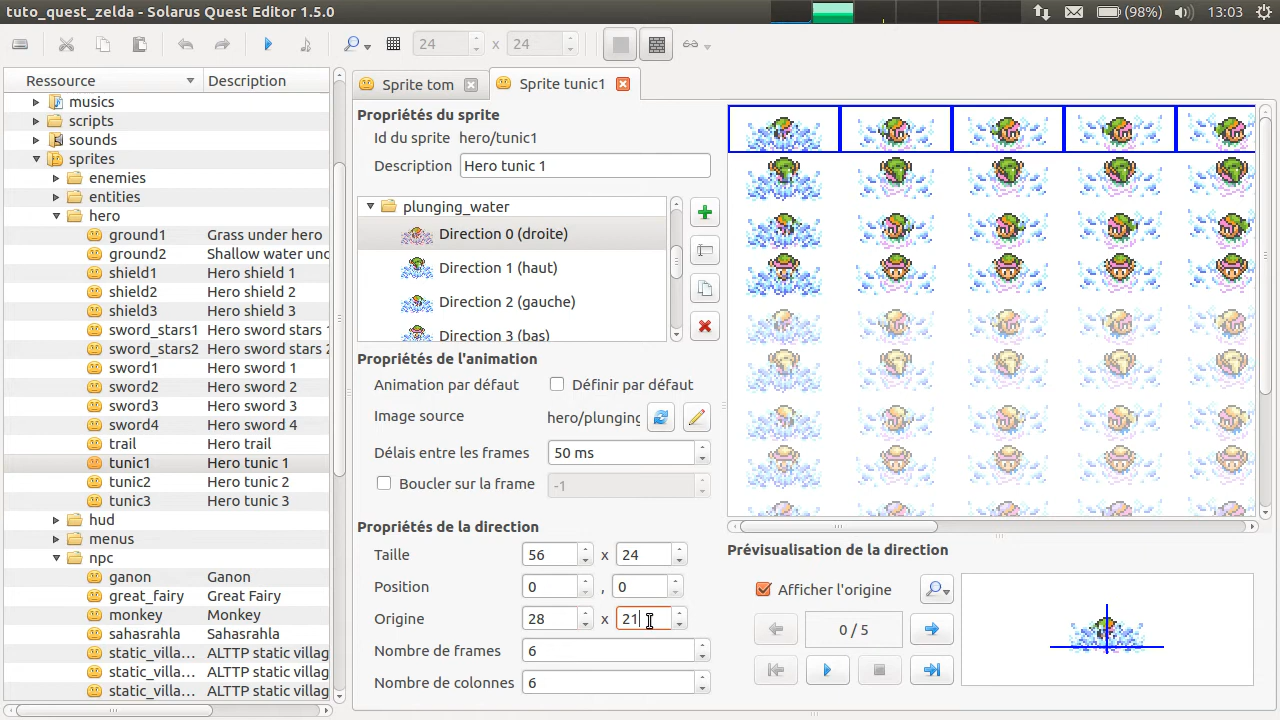 tuto_quest_zelda - Solarus Quest Editor 1.5.0
(98%)
13:03
24 x 24
Ressource
Description
musics
scripts
sounds
sprites
enemies
entities
hero
ground1 Grass under hero
ground2 Shallow water und
shield1 Hero shield 1
shield2 Hero shield 2
shield3 Hero shield 3
sword_stars1 Hero sword stars 1
sword_stars2 Hero sword stars 2
sword1 Hero sword 1
sword2 Hero sword 2
sword3 Hero sword 3
sword4 Hero sword 4
trail Hero trail
tunic1 Hero tunic 1
tunic2 Hero tunic 2
tunic3 Hero tunic 3
hud
menus
npc
ganon Ganon
great_fairy Great Fairy
monkey Monkey
sahasrahla Sahasrahla
static_villa... ALTTP static village
static_villa... ALTTP static village
static_villa... ALTTP static village
Sprite tom
Sprite tunic1
Propriétés du sprite
Id du sprite hero/tunic1
Description Hero tunic 1
plunging_water
Direction 0 (droite)
Direction 1 (haut)
Direction 2 (gauche)
Direction 3 (bas)
Propriétés de l'animation
Animation par défaut Définir par défaut
Image source hero/plunging
Délais entre les frames 50 ms
Boucler sur la frame -1
Propriétés de la direction
Taille 56 x 24
Position 0 , 0
Origine 28 x 21
Nombre de frames 6
Nombre de colonnes 6
Prévisualisation de la direction
Afficher l'origine
0 / 5